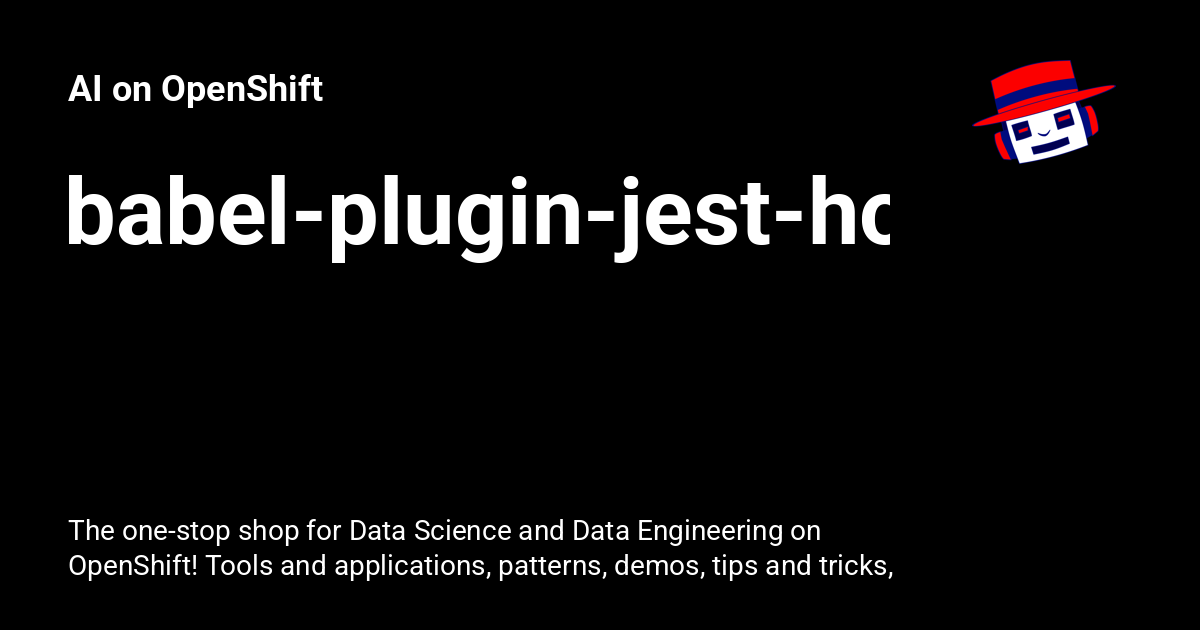 AI on OpenShift
babel-plugin-jest-ho
The one-stop shop for Data Science and Data Engineering on
OpenShift! Tools and applications, patterns, demos, tips and tricks,